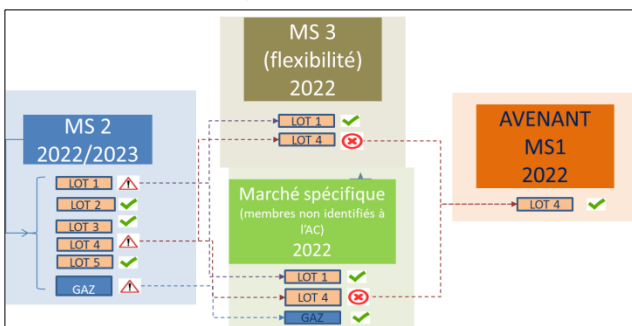 MS 2
2022/2023
LOT 1
LOT 2
LOT 3
LOT 4
LOT 5
GAZ
MS 3
(flexibilité)
2022
LOT 1
LOT 4
Marché spécifique
(membres non identifiés à
l'AC)
2022
LOT 1
LOT 4
GAZ
AVENANT
MS1
2022
LOT 4